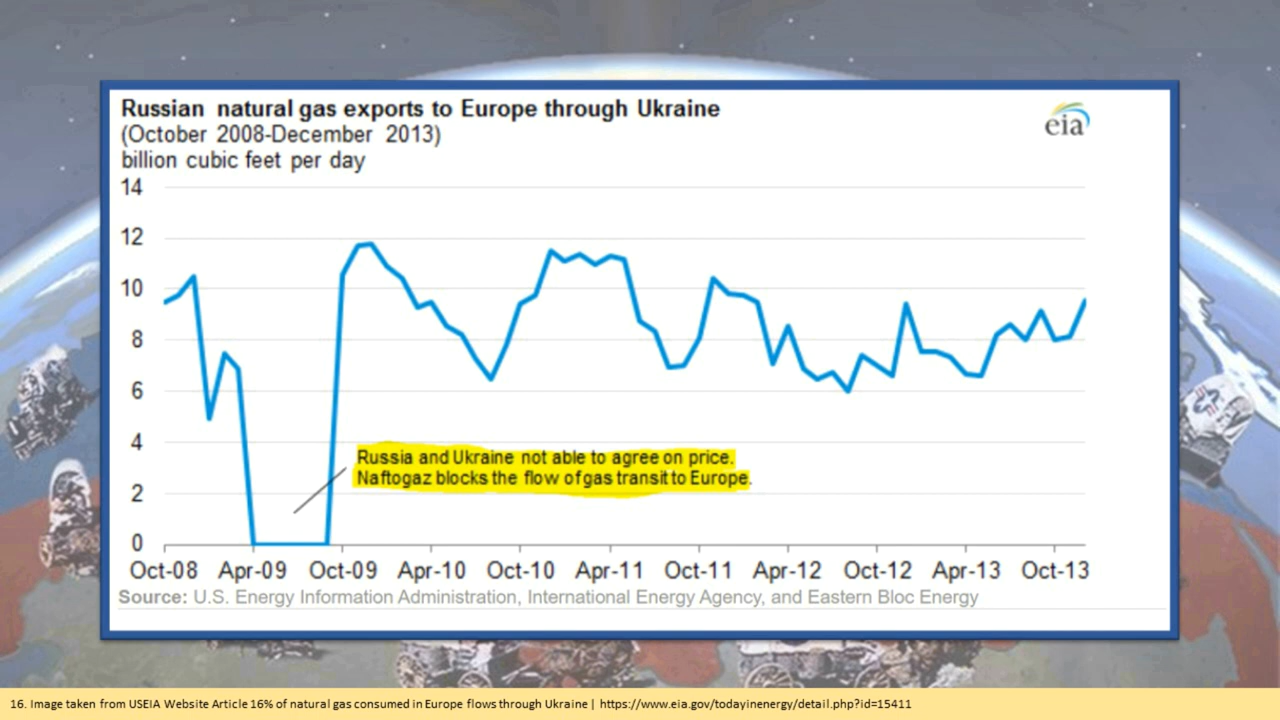 Russian natural gas exports to Europe through Ukraine
(October 2008-December 2013)
billion cubic feet per day
eia
14
12
10
8
6
4
2
0
Russia and Ukraine not able to agree on price.
Naftogaz blocks the flow of gas transit to Europe.
Oct-08 Apr-09 Oct-09 Apr-10 Oct-10 Apr-11 Oct-11 Apr-12 Oct-12 Apr-13 Oct-13
Source: U.S. Energy Information Administration, International Energy Agency, and Eastern Bloc Energy
16. Image taken from USEIA Website Article 16% of natural gas consumed in Europe flows through Ukraine | https://www.eia.gov/todayinenergy/detail.php?id=15411